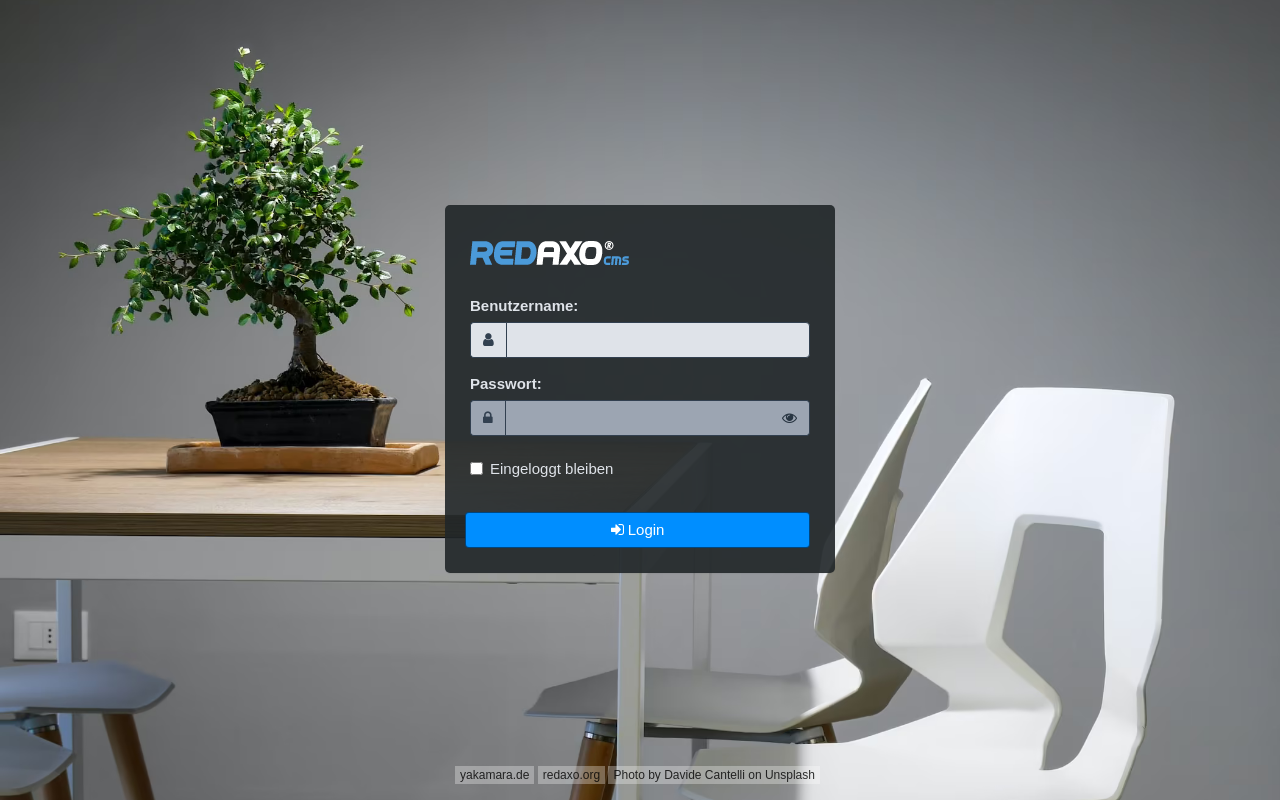 REDAXO® cms
Benutzername:
Passwort:
Eingeloggt bleiben
Login
yakamara.de redaxo.org Photo by Davide Cantelli on Unsplash